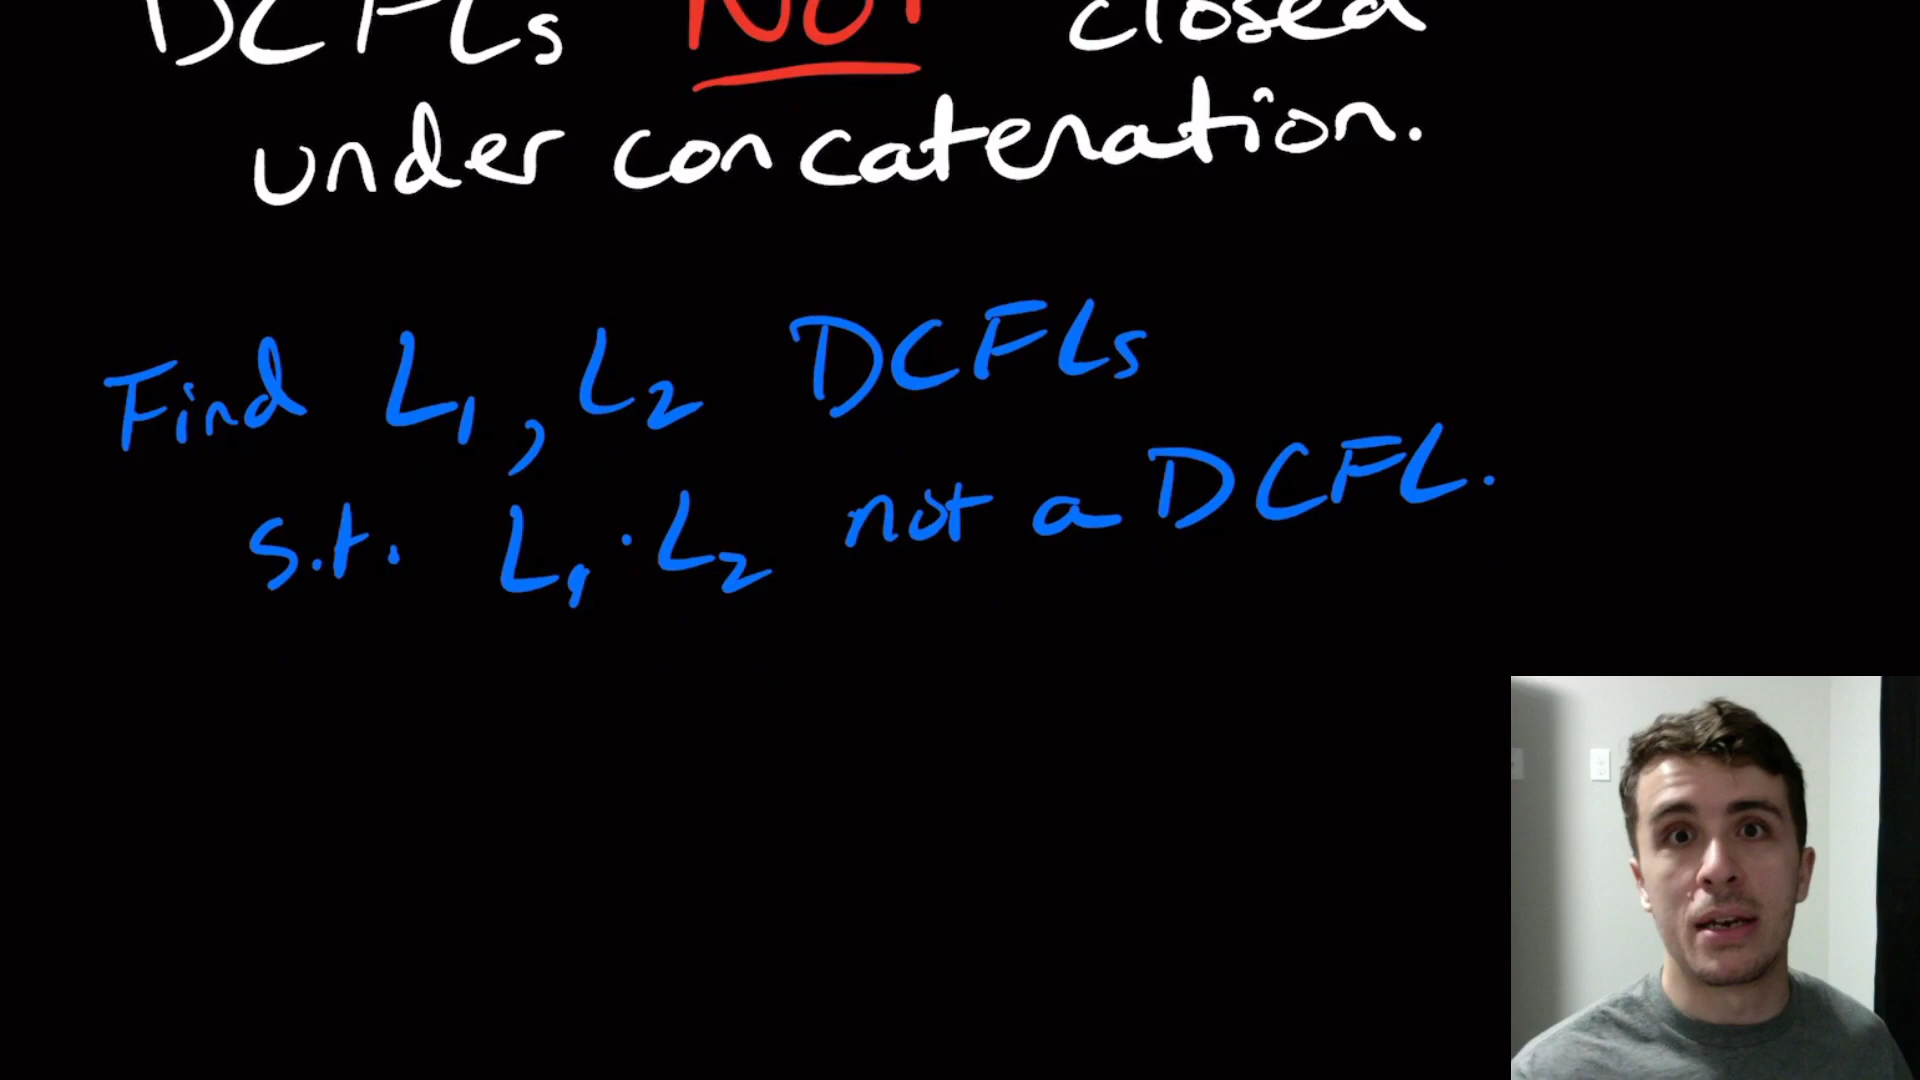 DCFLs NOT closed
under concatenation.
Find L₁, L₂ DCFLs
s.t. L₁ · L₂ not a DCFL.